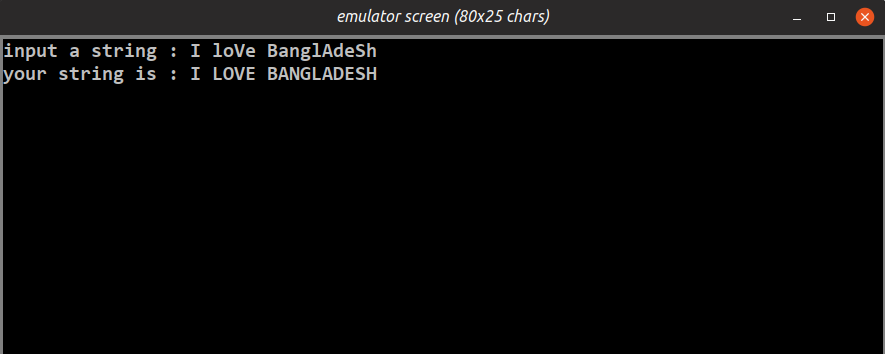 emulator screen (80x25 chars)
input a string : I loVe BanglAdeSh
your string is : I LOVE BANGLADESH